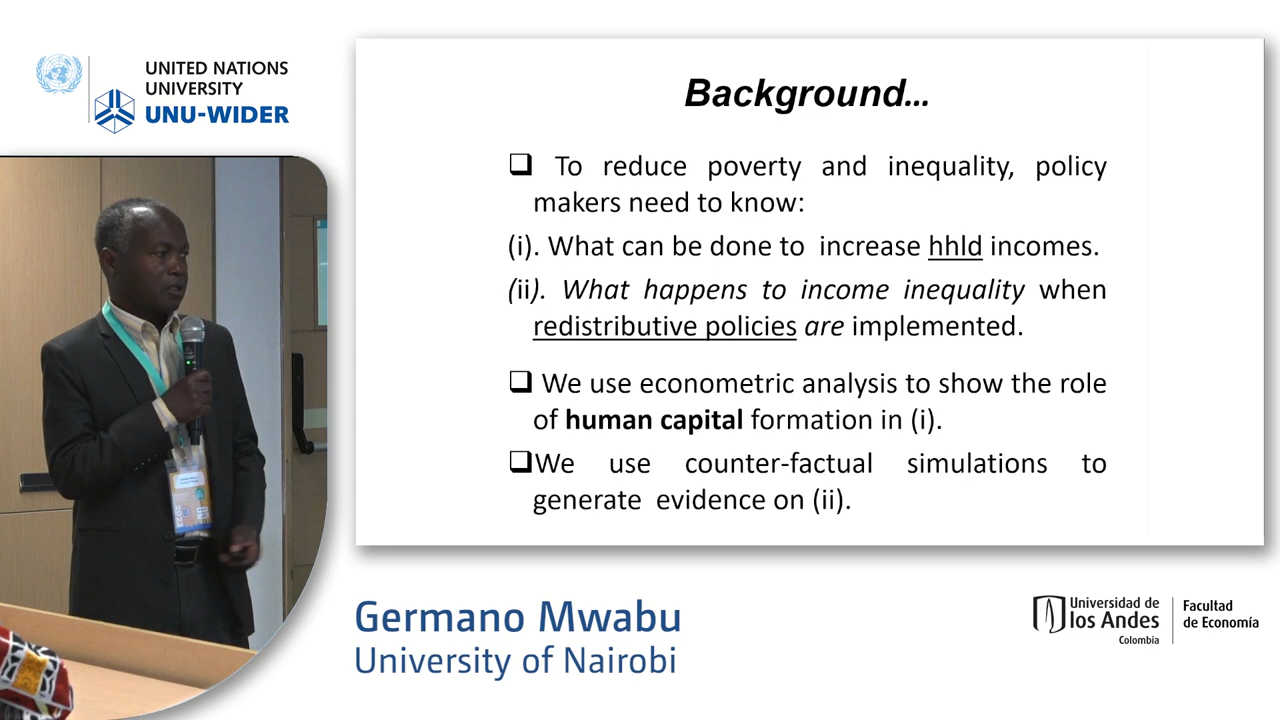 UNITED NATIONS
UNIVERSITY
UNU-WIDER
Background...
❑ To reduce poverty and inequality, policy
makers need to know:
(i). What can be done to increase hhld incomes.
(ii). What happens to income inequality when
redistributive policies are implemented.
❑ We use econometric analysis to show the role
of human capital formation in (i).
❑We use counter-factual simulations to
generate evidence on (ii).
Germano Mwabu
University of Nairobi
Universidad de
los Andes
Colombia
Facultad
de Economía